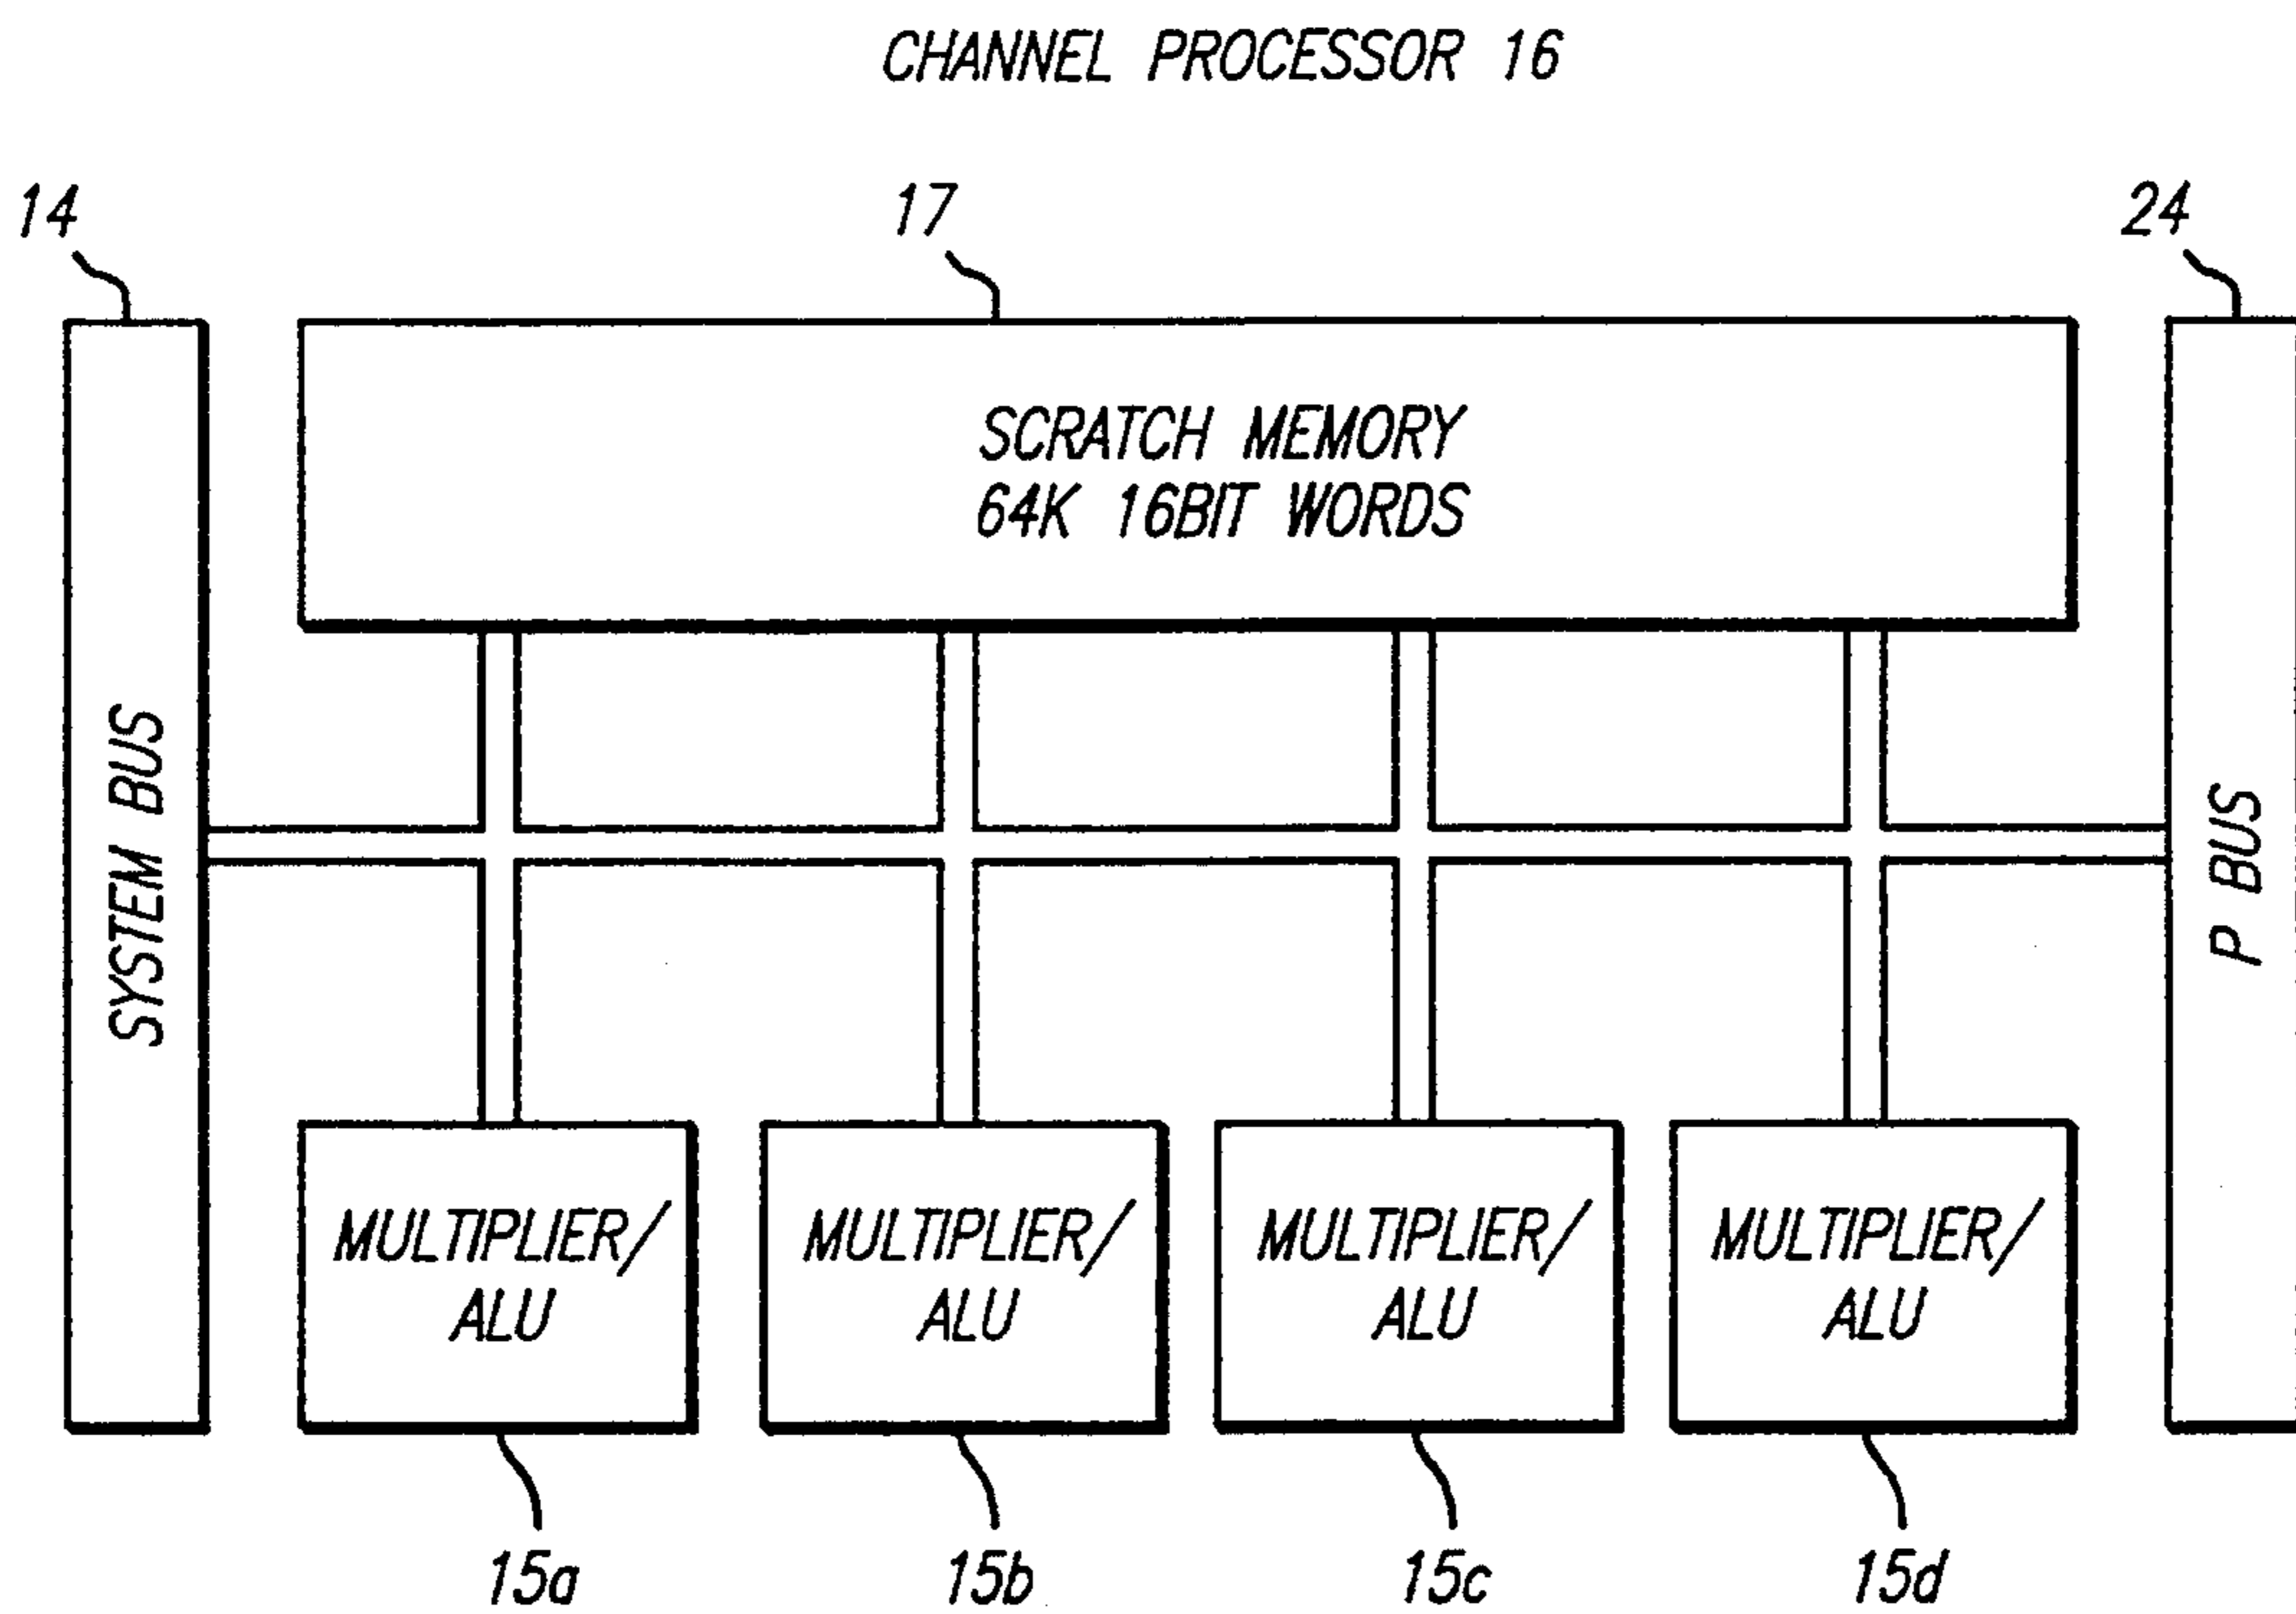 CHANNEL PROCESSOR 16
14
17
24
SCRATCH MEMORY
64K 16BIT WORDS
SYSTEM BUS
P BUS
MULTIPLIER/
ALU
MULTIPLIER/
ALU
MULTIPLIER/
ALU
MULTIPLIER/
ALU
15a
15b
15c
15d